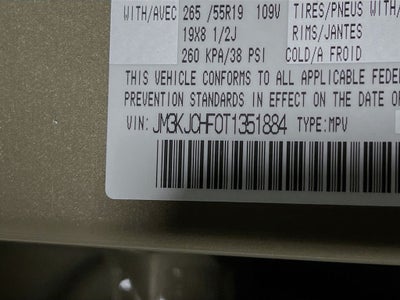 WITH/AVEC 265 /55R19 109V TIRES/PNEUS WITH/
19X8 1/2J RIMS/JANTES
260 KPA/38 PSI COLD/A FROID
THIS VEHICLE CONFORMS TO ALL APPLICABLE FEDE
PREVENTION STANDARDS IN EFFECT ON THE DATE O
VIN: JM3KJCHF0T1351884 TYPE:MPV